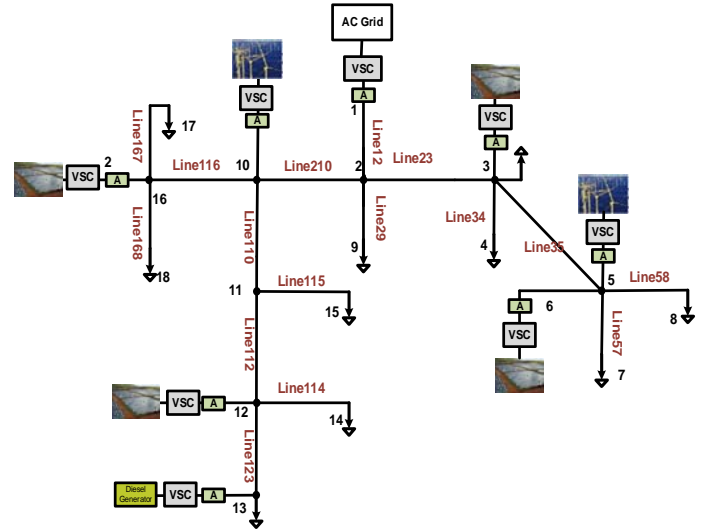 AC Grid
VSC
A
1
VSC
A
VSC
A
17
Line167
Line12
2
VSC
A
Line116
10
Line210
2
Line23
3
16
Line168
18
Line110
Line29
9
Line34
4
Line35
VSC
A
5
Line58
8
6
A
VSC
Line57
7
11
Line115
15
Line112
VSC
A
12
Line114
14
Line123
Diesel
Generator
VSC
A
13